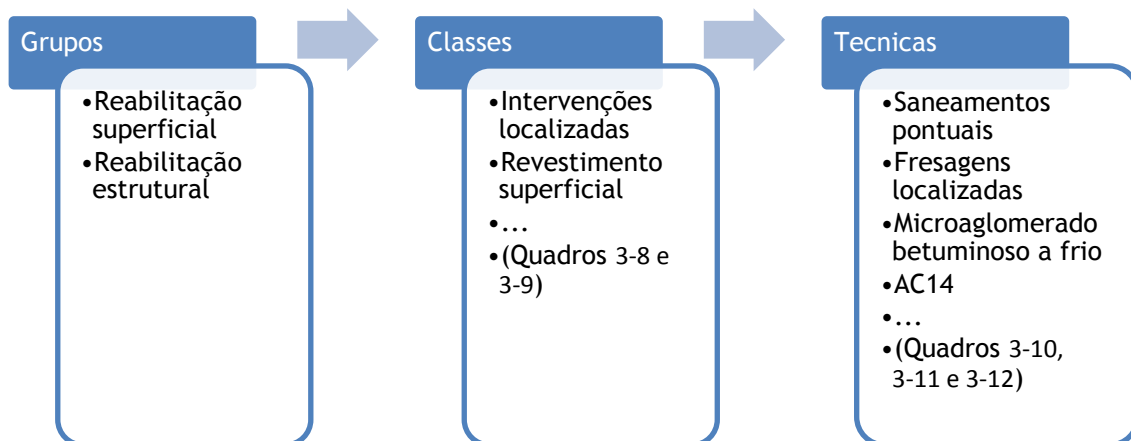 Grupos
•Reabilitação
superficial
•Reabilitação
estrutural
Classes
•Intervenções
localizadas
•Revestimento
superficial
•...
•(Quadros 3-8 e
3-9)
Tecnicas
•Saneamentos
pontuais
•Fresagens
localizadas
•Microaglomerado
betuminoso a frio
•AC14
•...
•(Quadros 3-10,
3-11 e 3-12)